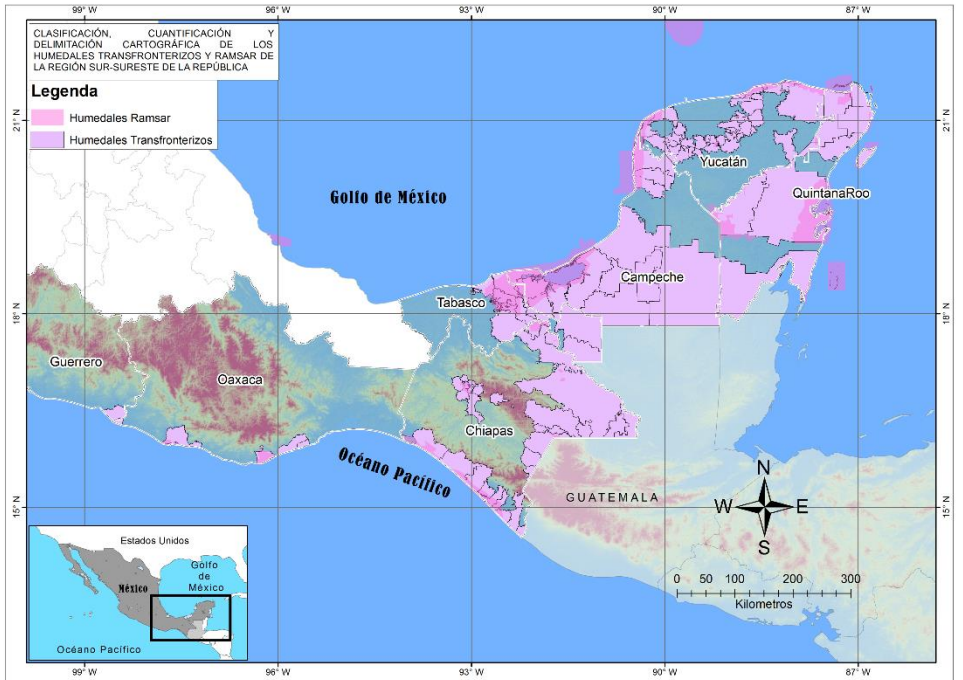 99° W 96° W 93° W 90° W 87° W
CLASIFICACIÓN, CUANTIFICACIÓN Y
DELIMITACIÓN CARTOGRÁFICA DE LOS
HUMEDALES TRANSFRONTERIZOS Y RAMSAR DE
LA REGIÓN SUR-SURESTE DE LA REPÚBLICA
Legenda
Humedales Ramsar
Humedales Transfronterizos
21° N
21° N
Yucatán
QuintanaRoo
Golfo de México
Campeche
Tabasco
18° N
18° N
Guerrero
Oaxaca
Chiapas
Océano Pacífico
GUATEMALA
N
W E
S
15° N
15° N
0 50 100 200 300
Kilometros
Estados Unidos
Golfo
de
México
México
Océano Pacífico
99° W 96° W 93° W 90° W 87° W